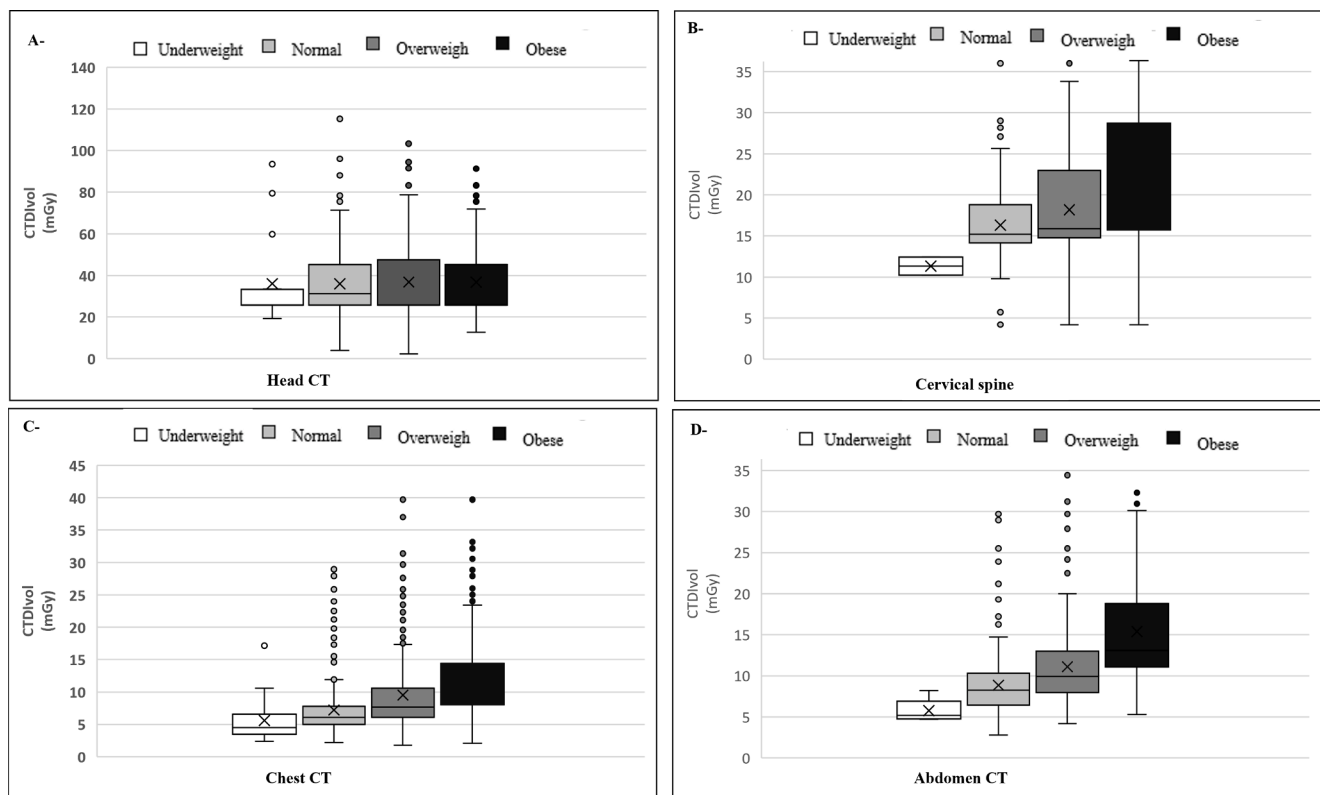 A-
Underweight Normal Overweigh Obese
140
120
100
80
60
40
20
0
CTDIvol
(mGy)
Head CT
B-
Underweight Normal Overweigh Obese
35
30
25
20
15
10
5
0
CTDIvol
(mGy)
Cervical spine
C-
Underweight Normal Overweigh Obese
45
40
35
30
25
20
15
10
5
0
CTDIvol
(mGy)
Chest CT
D-
Underweight Normal Overweigh Obese
35
30
25
20
15
10
5
0
CTDIvol
(mGy)
Abdomen CT